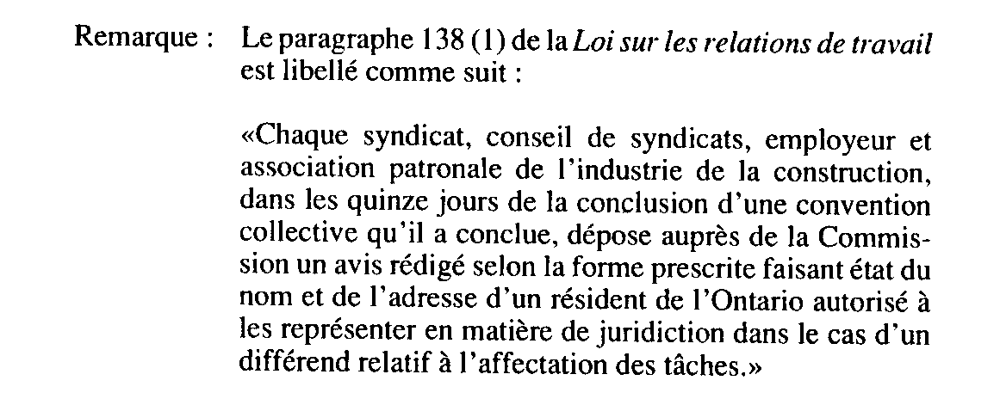 Remarque : Le paragraphe 138 (1) de la Loi sur les relations de travail
est libellé comme suit :
«Chaque syndicat, conseil de syndicats, employeur et
association patronale de l'industrie de la construction,
dans les quinze jours de la conclusion d'une convention
collective qu'il a conclue, dépose auprès de la Commis-
sion un avis rédigé selon la forme prescrite faisant état du
nom et de l'adresse d'un résident de l'Ontario autorisé à
les représenter en matière de juridiction dans le cas d'un
différend relatif à l'affectation des tâches.»